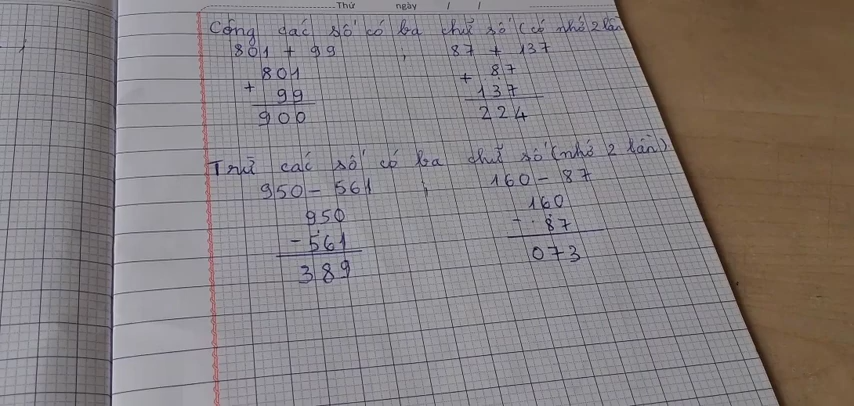 Thứ ngày / /
Cộng các số có ba chữ số (có nhớ 2 lần
801 + 99 ; 87 + 137
801
+ 99
900
+ 87
137
224
Trừ các số có ba chữ số (nhớ 2 lần)
950 - 561 ; 160 - 87
950
- 561
389
160
- 87
073